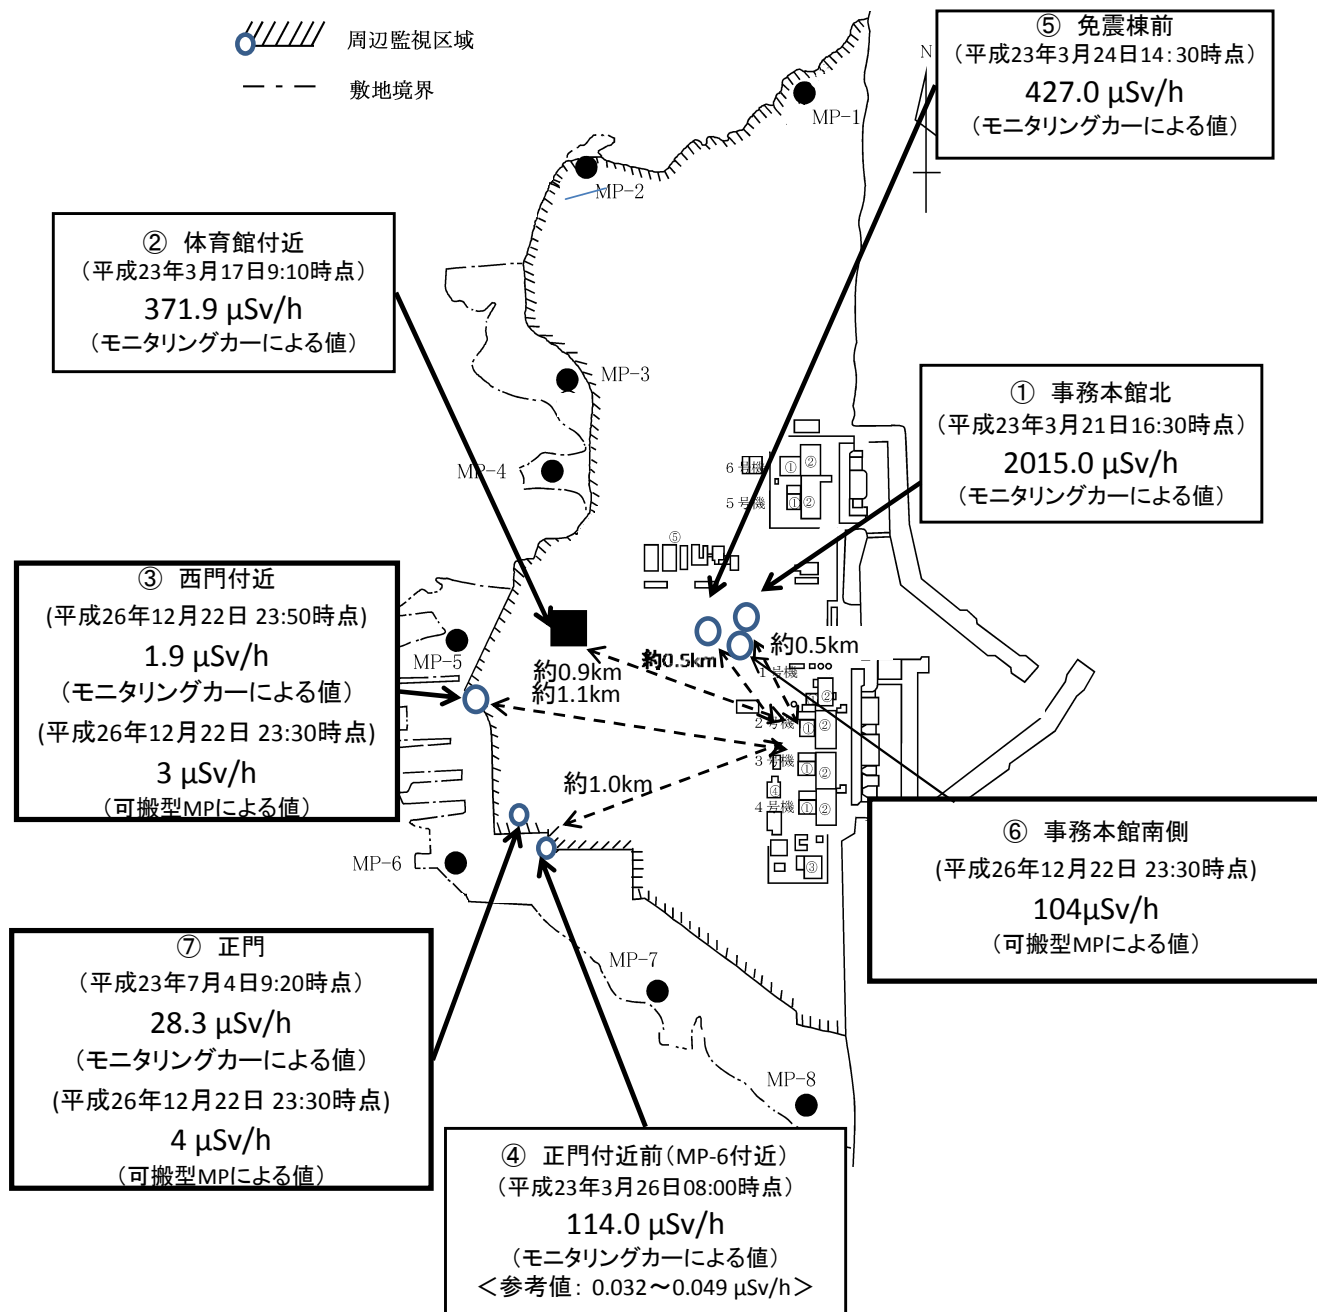 周辺監視区域
敷地境界
⑤ 免震棟前
（平成23年3月24日14:30時点）
427.0 μSv/h
（モニタリングカーによる値）
N
MP-1
MP-2
② 体育館付近
（平成23年3月17日9:10時点）
371.9 μSv/h
（モニタリングカーによる値）
MP-3
MP-4
① 事務本館北
（平成23年3月21日16:30時点）
2015.0 μSv/h
（モニタリングカーによる値）
6号機
①
②
5号機
①
②
⑤
③ 西門付近
(平成26年12月22日 23:50時点)
1.9 μSv/h
（モニタリングカーによる値）
(平成26年12月22日 23:30時点)
3 μSv/h
（可搬型MPによる値）
MP-5
約0.9km
約1.1km
約0.5km
約0.5km
1号機
②
2号機
①
②
3号機
①
②
④
4号機
①
②
③
約1.0km
MP-6
⑥ 事務本館南側
(平成26年12月22日 23:30時点)
104μSv/h
（可搬型MPによる値）
⑦ 正門
（平成23年7月4日9:20時点）
28.3 μSv/h
（モニタリングカーによる値）
(平成26年12月22日 23:30時点)
4 μSv/h
（可搬型MPによる値）
MP-7
MP-8
④ 正門付近前（MP-6付近）
（平成23年3月26日08:00時点）
114.0 μSv/h
（モニタリングカーによる値）
＜参考値: 0.032～0.049 μSv/h＞